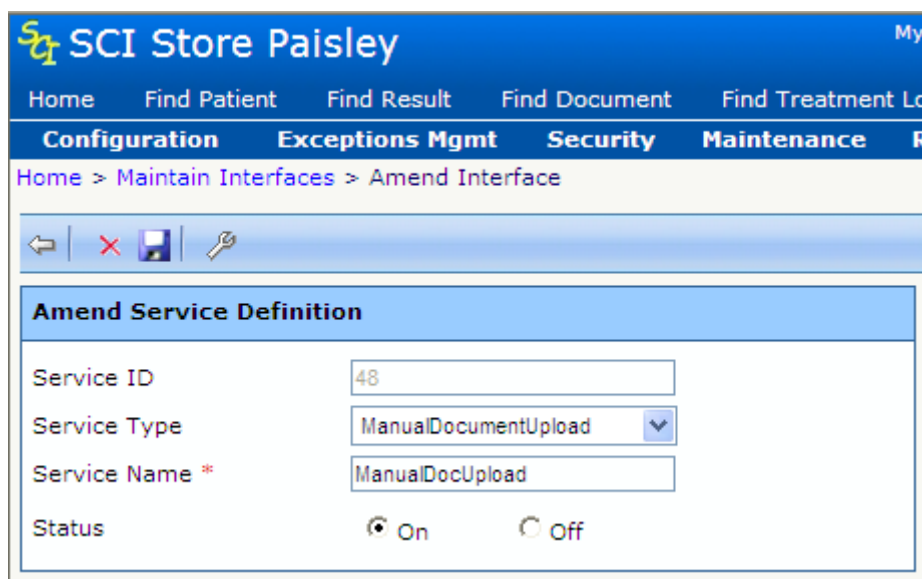 SCI SCI Store Paisley
My
Home Find Patient Find Result Find Document Find Treatment Lo
Configuration Exceptions Mgmt Security Maintenance R
Home > Maintain Interfaces > Amend Interface
Amend Service Definition
Service ID 48
Service Type ManualDocumentUpload
Service Name * ManualDocUpload
Status On Off